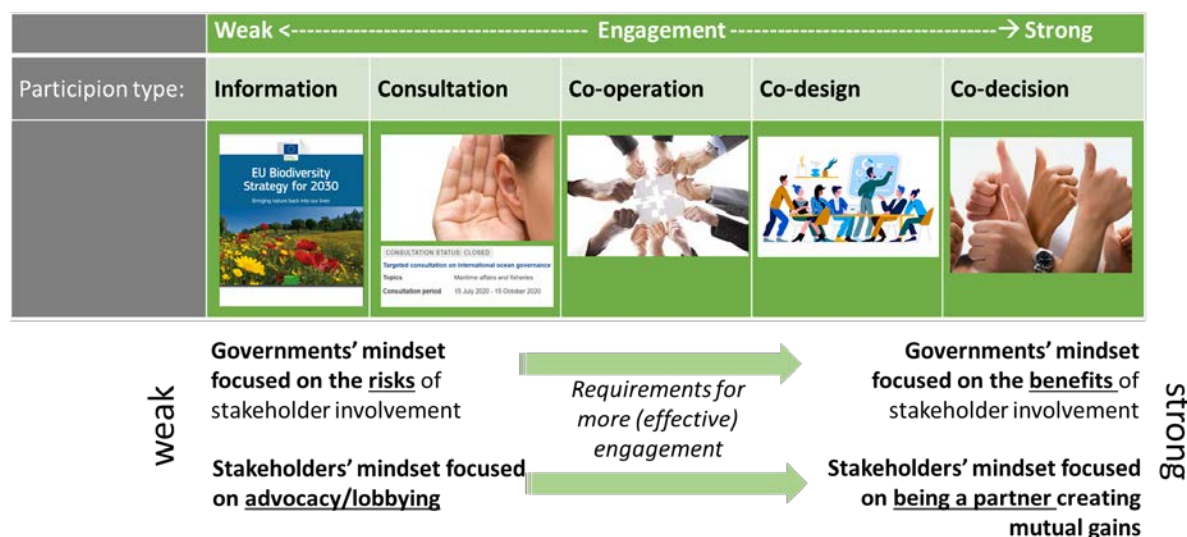 Weak <-------------------------------------------- Engagement ---------------------------------------→ Strong
Participion type:
Information
Consultation
Co-operation
Co-design
Co-decision
EU Biodiversity
Strategy for 2030
Bringing nature back into our lives
CONSULTATION STATUS: CLOSED
Targeted consultation on international ocean governance
Topics Maritime affairs and fisheries
Consultation period 15 July 2020 - 15 October 2020
weak
Governments’ mindset
focused on the risks of
stakeholder involvement
Stakeholders’ mindset focused
on advocacy/lobbying
Requirements for
more (effective)
engagement
Governments’ mindset
focused on the benefits of
stakeholder involvement
Stakeholders’ mindset focused
on being a partner creating
mutual gains
strong